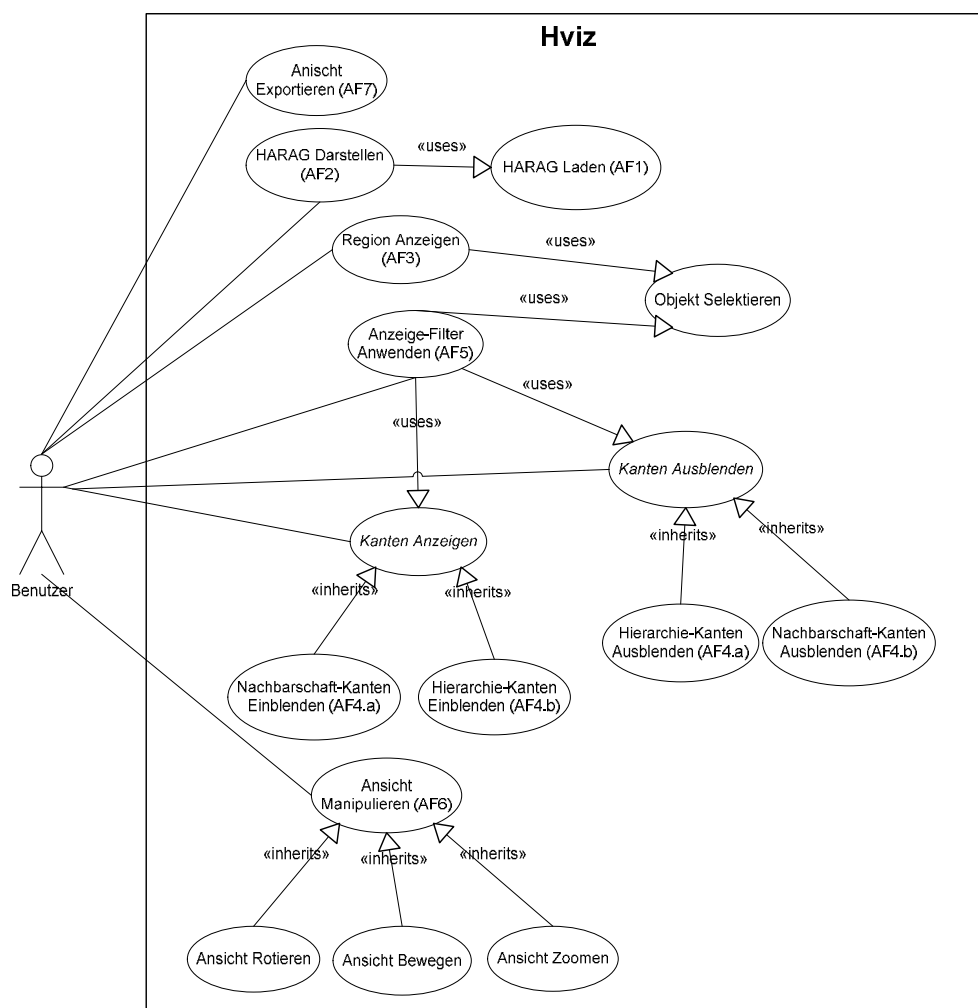 Hviz
Anischt
Exportieren (AF7)
HARAG Darstellen
(AF2)
«uses»
HARAG Laden (AF1)
Region Anzeigen
(AF3)
«uses»
Objekt Selektieren
«uses»
Anzeige-Filter
Anwenden (AF5)
«uses»
«uses»
Kanten Ausblenden
Kanten Anzeigen
«inherits»
«inherits»
«inherits»
«inherits»
Benutzer
Hierarchie-Kanten
Ausblenden (AF4.a)
Nachbarschaft-Kanten
Ausblenden (AF4.b)
Nachbarschaft-Kanten
Einblenden (AF4.a)
Hierarchie-Kanten
Einblenden (AF4.b)
Ansicht
Manipulieren (AF6)
«inherits»
«inherits»
«inherits»
Ansicht Rotieren
Ansicht Bewegen
Ansicht Zoomen